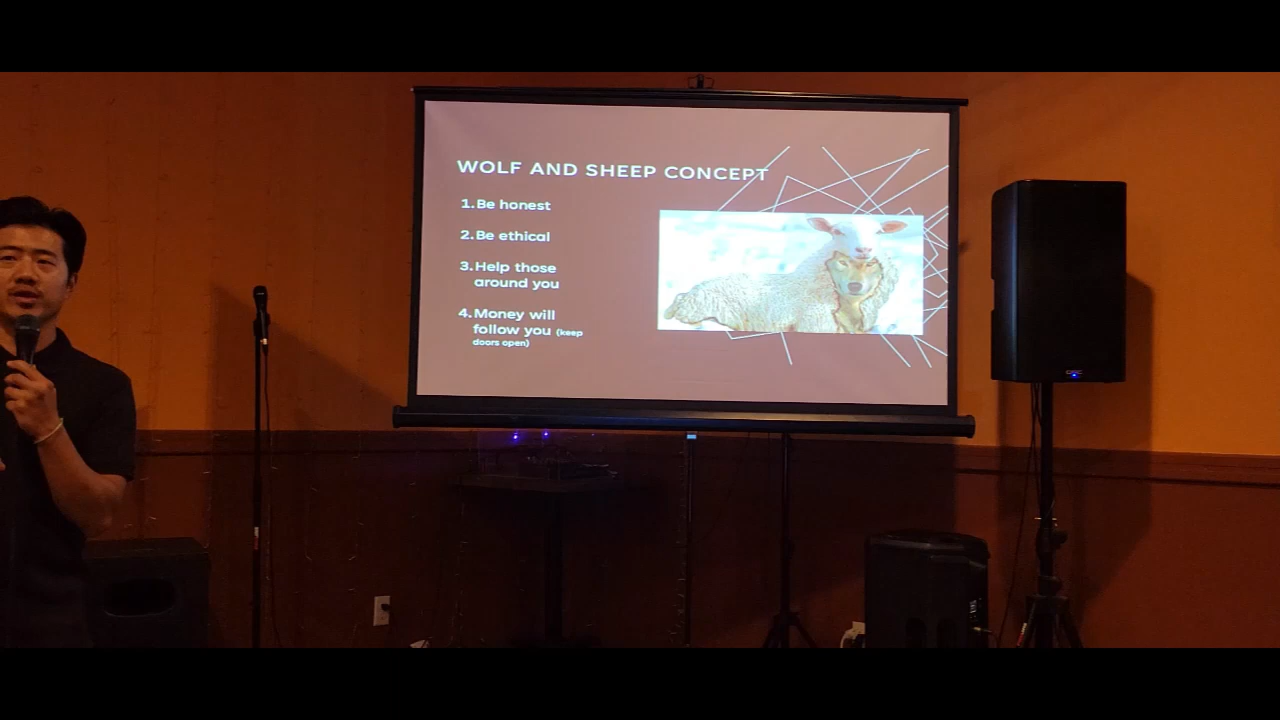 WOLF AND SHEEP CONCEPT
1. Be honest
2. Be ethical
3. Help those
around you
4. Money will
follow you (keep
doors open)
QSC